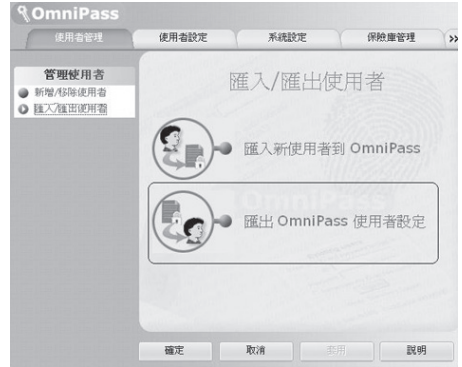 OmniPass
使用者管理 使用者設定 系統設定 保險庫管理 »
管理使用者
新增/移除使用者
匯入/匯出使用者
匯入/匯出使用者
匯入新使用者到 OmniPass
匯出 OmniPass 使用者設定
確定 取消 套用 說明